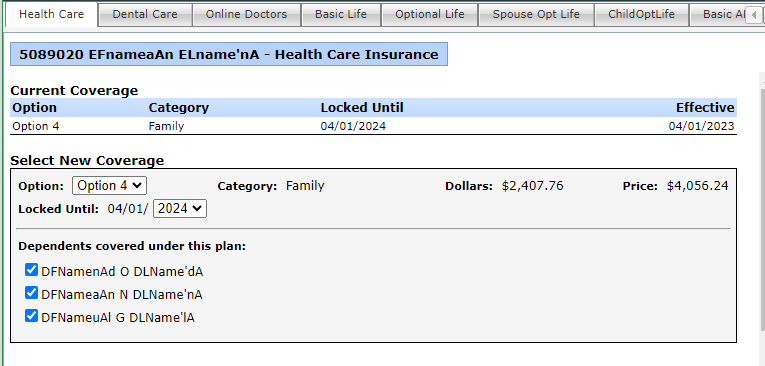 Health Care Dental Care Online Doctors Basic Life Optional Life Spouse Opt Life ChildOptLife Basic
5089020 EFnameaAn ELname'nA - Health Care Insurance
Current Coverage
Option Category Locked Until Effective
Option 4 Family 04/01/2024 04/01/2023
Select New Coverage
Option: Option 4 Category: Family Dollars: $2,407.76 Price: $4,056.24
Locked Until: 04/01/ 2024
Dependents covered under this plan:
DFNamenAd O DLName'dA
DFNameaAn N DLName'nA
DFNameuAl G DLName'lA